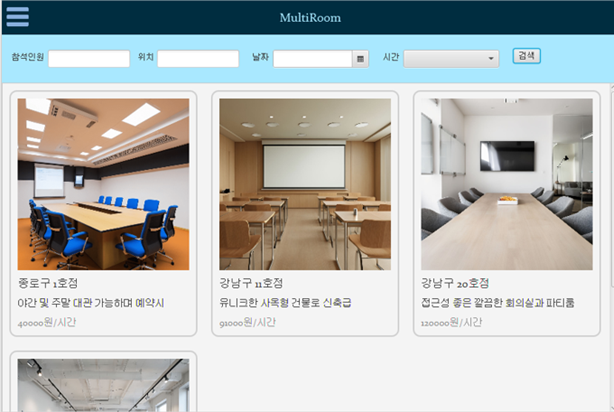 MultiRoom
참석인원 위치 날짜 시간 검색
종로구 1호점
야간 및 주말 대관 가능하며 예약시
40000원/시간
강남구 11호점
유니크한 사옥형 건물로 신축급
91000원/시간
강남구 20호점
접근성 좋은 깔끔한 회의실과 파티룸
120000원/시간